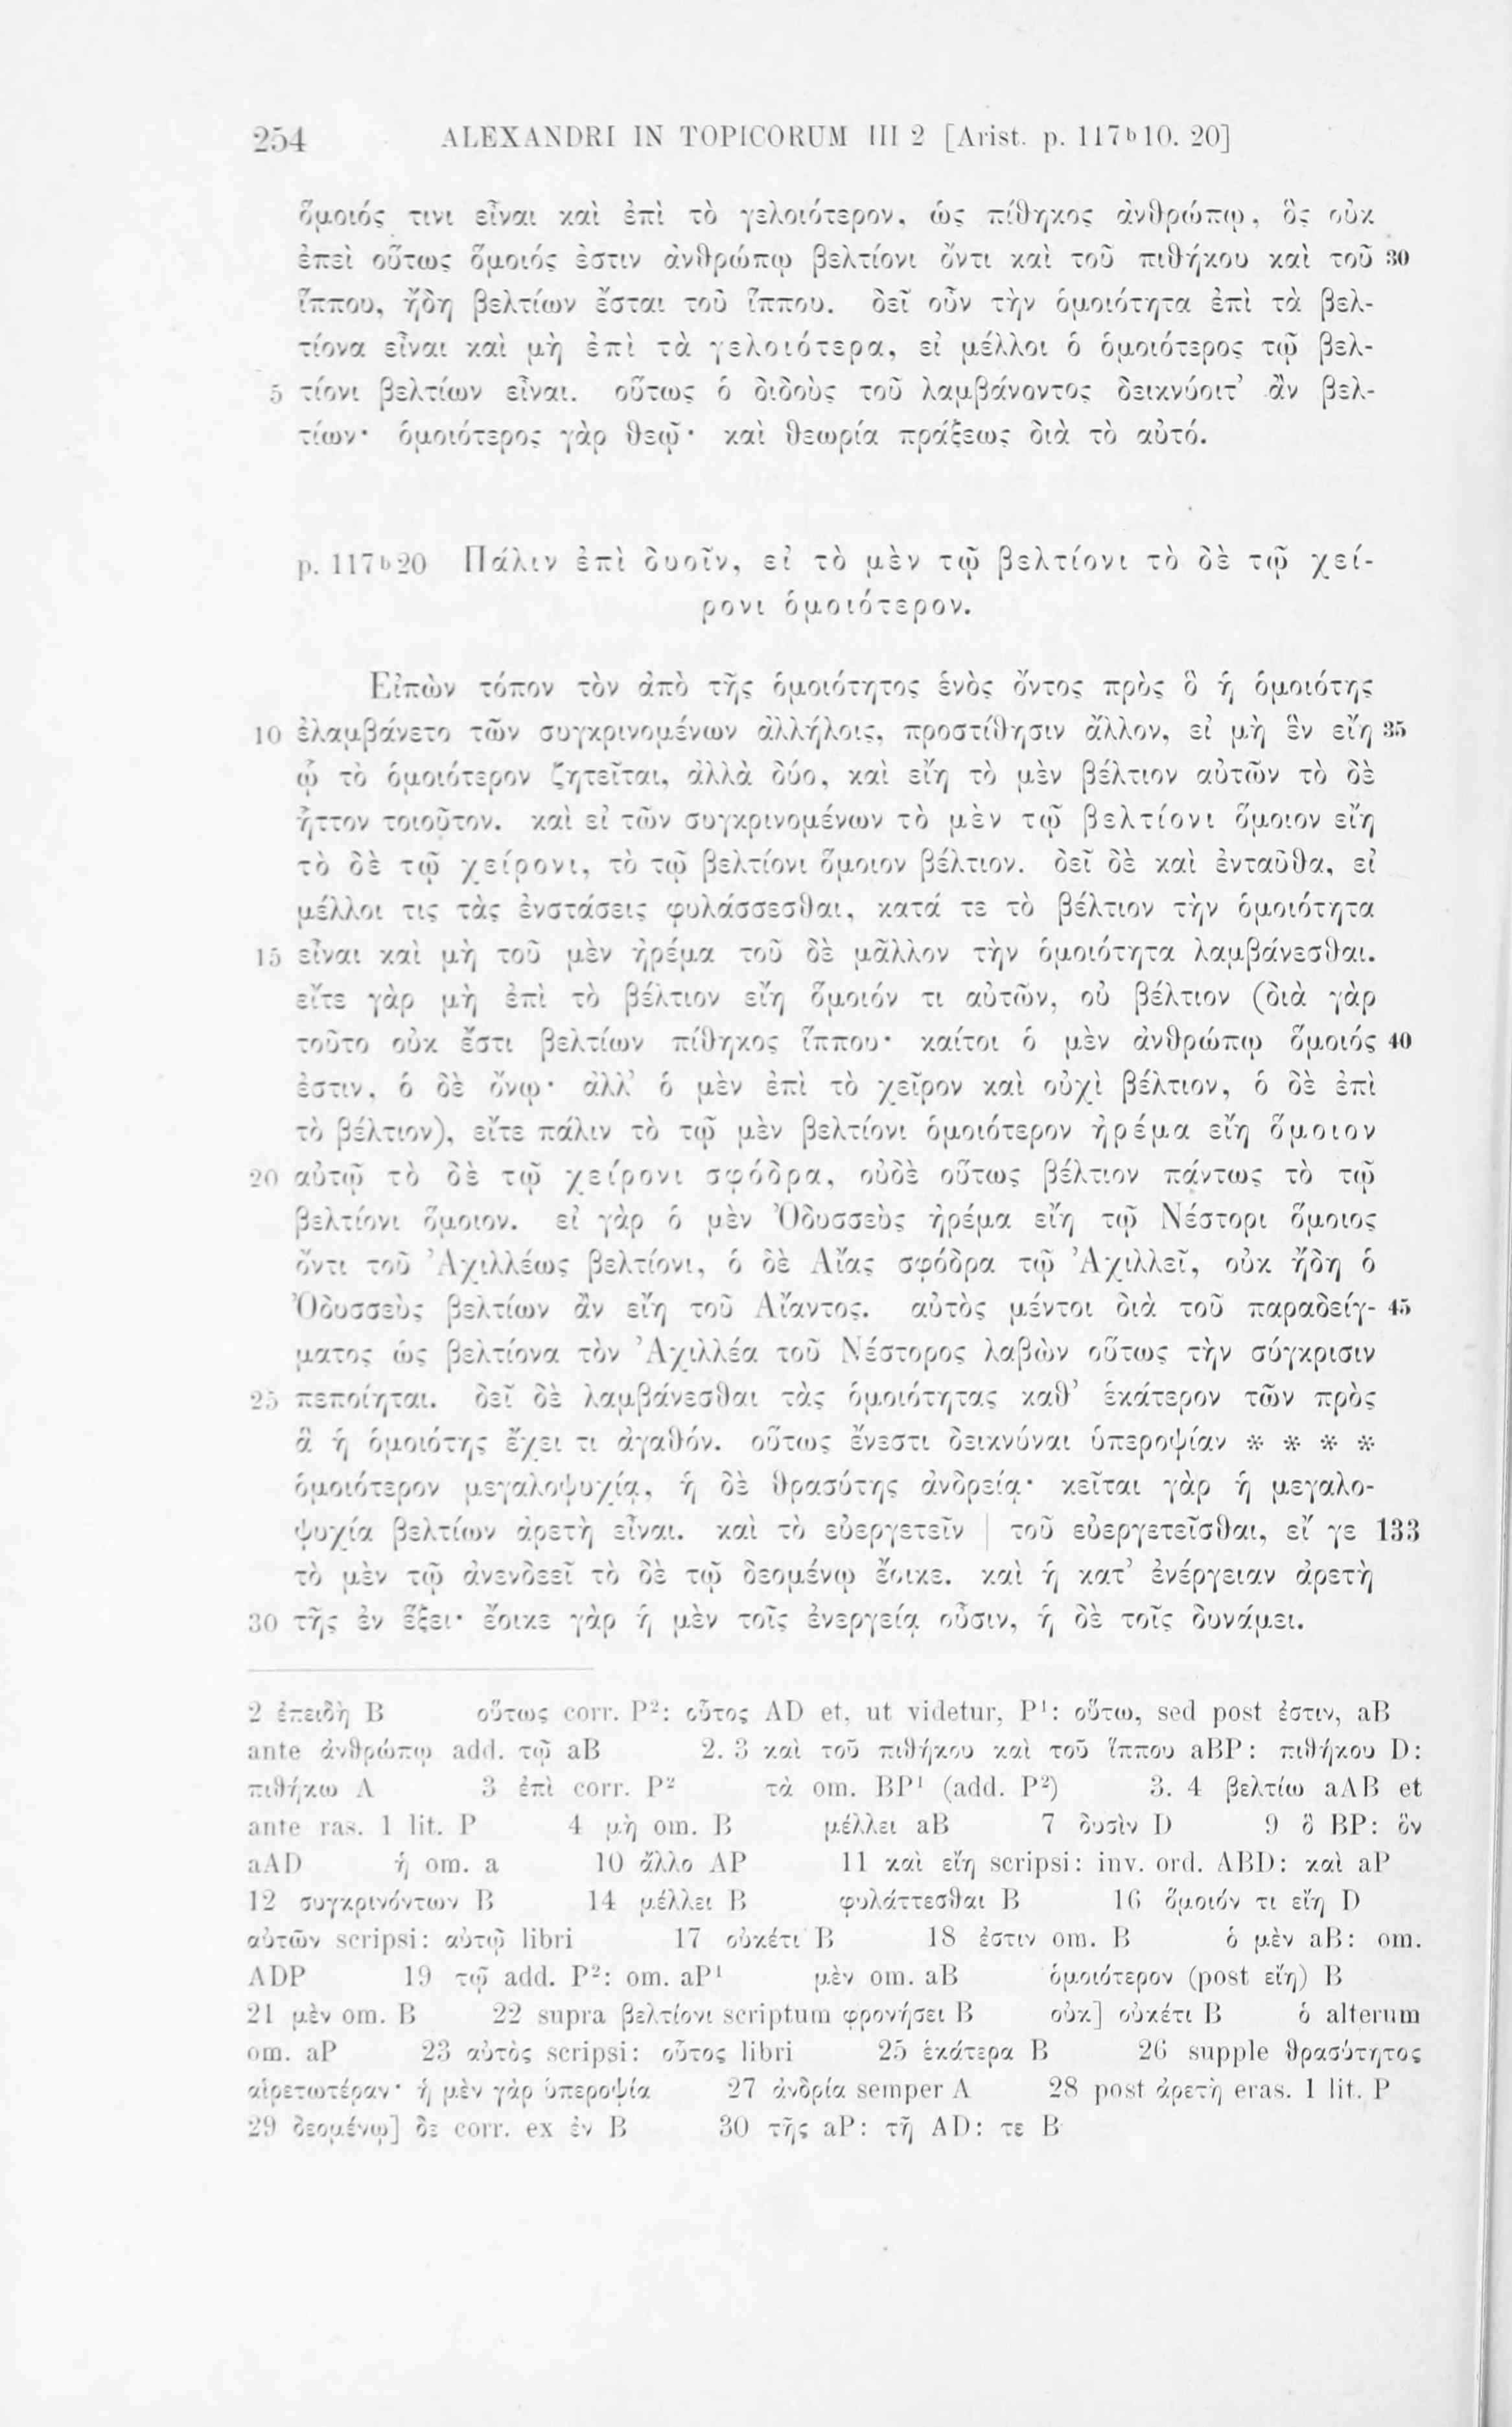 254 ALEXANDRI IN TOPICORUM III 2 [Arist. p. 117ᵇ10. 20]
ὅμοιός τινι εἶναι καὶ ἐπὶ τὸ γελοιότερον, ὡς πίθηκος ἀνθρώπῳ, ὃς οὐκ
ἐπεὶ οὕτως ὅμοιός ἐστιν ἀνθρώπῳ βελτίονι ὄντι καὶ τοῦ πιθήκου καὶ τοῦ 30
ἵππου, ἤδη βελτίων ἔσται τοῦ ἵππου. δεῖ οὖν τὴν ὁμοιότητα ἐπὶ τὰ βελ-
τίονα εἶναι καὶ μὴ ἐπὶ τὰ γελοιότερα, εἰ μέλλοι ὁ ὁμοιότερος τῷ βελ-
5 τίονι βελτίων εἶναι. οὕτως ὁ διδοὺς τοῦ λαμβάνοντος δεικνύοιτ’ ἂν βελ-
τίων· ὁμοιότερος γὰρ θεῷ· καὶ θεωρία πράξεως διὰ τὸ αὐτό.
p. 117ᵇ20 Πάλιν ἐπὶ δυοῖν, εἰ τὸ μὲν τῷ βελτίονι τὸ δὲ τῷ χεί-
ρονι ὁμοιότερον.
Εἰπὼν τόπον τὸν ἀπὸ τῆς ὁμοιότητος ἑνὸς ὄντος πρὸς ὃ ἡ ὁμοιότης
10 ἐλαμβάνετο τῶν συγκρινομένων ἀλλήλοις, προστίθησιν ἄλλον, εἰ μὴ ἓν εἴη 35
ᾧ τὸ ὁμοιότερον ζητεῖται, ἀλλὰ δύο, καὶ εἴη τὸ μὲν βέλτιον αὐτῶν τὸ δὲ
ἧττον τοιοῦτον. καὶ εἰ τῶν συγκρινομένων τὸ μὲν τῷ βελτίονι ὅμοιον εἴη
τὸ δὲ τῷ χείρονι, τὸ τῷ βελτίονι ὅμοιον βέλτιον. δεῖ δὲ καὶ ἐνταῦθα, εἰ
μέλλοι τις τὰς ἐνστάσεις φυλάσσεσθαι, κατά τε τὸ βέλτιον τὴν ὁμοιότητα
15 εἶναι καὶ μὴ τοῦ μὲν ἠρέμα τοῦ δὲ μᾶλλον τὴν ὁμοιότητα λαμβάνεσθαι.
εἴτε γὰρ μὴ ἐπὶ τὸ βέλτιον εἴη ὅμοιόν τι αὐτῶν, οὐ βέλτιον (διὰ γὰρ
τοῦτο οὐκ ἔστι βελτίων πίθηκος ἵππου· καίτοι ὁ μὲν ἀνθρώπῳ ὅμοιός 40
ἐστιν, ὁ δὲ ὄνῳ· ἀλλ’ ὁ μὲν ἐπὶ τὸ χεῖρον καὶ οὐχὶ βέλτιον, ὁ δὲ ἐπὶ
τὸ βέλτιον), εἴτε πάλιν τὸ τῷ μὲν βελτίονι ὁμοιότερον ἠρέμα εἴη ὅμοιον
20 αὐτῷ τὸ δὲ τῷ χείρονι σφόδρα, οὐδὲ οὕτως βέλτιον πάντως τὸ τῷ
βελτίονι ὅμοιον. εἰ γὰρ ὁ μὲν Ὀδυσσεὺς ἠρέμα εἴη τῷ Νέστορι ὅμοιος
ὄντι τοῦ Ἀχιλλέως βελτίονι, ὁ δὲ Αἴας σφόδρα τῷ Ἀχιλλεῖ, οὐκ ἤδη ὁ
Ὀδυσσεὺς βελτίων ἂν εἴη τοῦ Αἴαντος. αὐτὸς μέντοι διὰ τοῦ παραδείγ- 45
ματος ὡς βελτίονα τὸν Ἀχιλλέα τοῦ Νέστορος λαβὼν οὕτως τὴν σύγκρισιν
25 πεποίηται. δεῖ δὲ λαμβάνεσθαι τὰς ὁμοιότητας καθ’ ἑκάτερον τῶν πρὸς
ἃ ἡ ὁμοιότης ἔχει τι ἀγαθόν. οὕτως ἔνεστι δεικνύναι ὑπεροψίαν * * * *
ὁμοιότερον μεγαλοψυχίᾳ, ἡ δὲ θρασύτης ἀνδρείᾳ· κεῖται γὰρ ἡ μεγαλο-
ψυχία βελτίων ἀρετὴ εἶναι. καὶ τὸ εὐεργετεῖν | τοῦ εὐεργετεῖσθαι, εἴ γε 133
τὸ μὲν τῷ ἀνενδεεῖ τὸ δὲ τῷ δεομένῳ ἔοικε. καὶ ἡ κατ’ ἐνέργειαν ἀρετὴ
30 τῆς ἐν ἕξει· ἔοικε γὰρ ἡ μὲν τοῖς ἐνεργείᾳ οὖσιν, ἡ δὲ τοῖς δυνάμει.
2 ἐπειδὴ B οὕτως corr. P²: οὗτος AD et, ut videtur, P¹: οὕτω, sed post ἐστιν, aB
ante ἀνθρώπῳ add. τῷ aB 2. 3 καὶ τοῦ πιθήκου καὶ τοῦ ἵππου aBP: πιθήκου D:
πιθήκω A 3 ἐπὶ corr. P² τὰ om. BP¹ (add. P²) 3. 4 βελτίω aAB et
ante ras. 1 lit. P 4 μὴ om. B μέλλει aB 7 δυσὶν D 9 ὃ BP: ὃν
aAD ἡ om. a 10 ἄλλο AP 11 καὶ εἴη scripsi: inv. ord. ABD: καὶ aP
12 συγκρινόντων B 14 μέλλει B φυλάττεσθαι B 16 ὅμοιόν τι εἴη D
αὐτῶν scripsi: αὐτῷ libri 17 οὐκέτι B 18 ἐστιν om. B ὁ μὲν aB: om.
ADP 19 τῷ add. P²: om. aP¹ μὲν om. aB ὁμοιότερον (post εἴη) B
21 μὲν om. B 22 supra βελτίονι scriptum φρονήσει B οὐκ] οὐκέτι B ὁ alterum
om. aP 23 αὐτὸς scripsi: οὗτος libri 25 ἑκάτερα B 26 supple θρασύτητος
αἱρετωτέραν· ἡ μὲν γὰρ ὑπεροψία 27 ἀνδρία semper A 28 post ἀρετὴ eras. 1 lit. P
29 δεομένῳ] δε corr. ex ἐν B 30 τῆς aP: τῇ AD: τε B